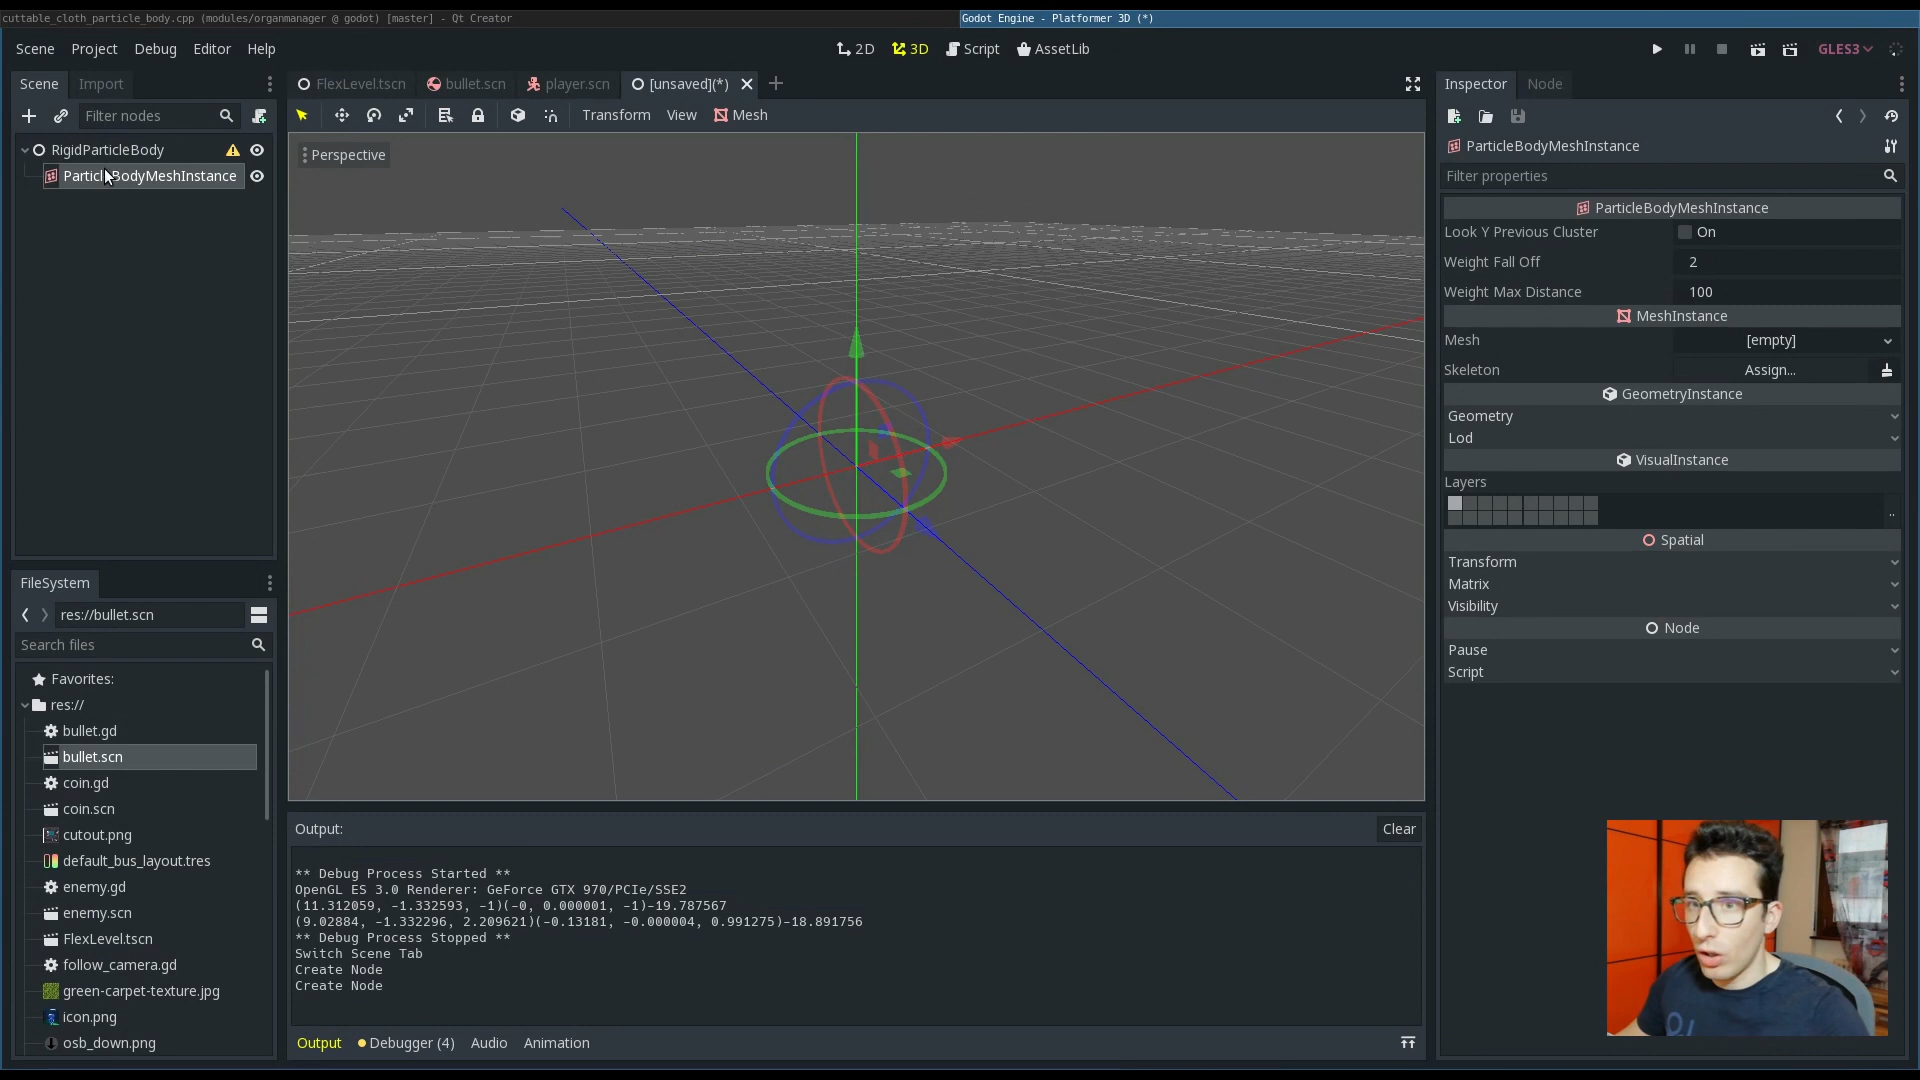 cuttable_cloth_particle_body.cpp (modules/organmanager @ godot) [master] - Qt Creator
Godot Engine - Platformer 3D (*)
Scene Project Debug Editor Help
2D 3D Script AssetLib
GLES3
Scene Import
FlexLevel.tscn bullet.scn player.scn [unsaved](*)
Inspector Node
Filter nodes
Transform View Mesh
RigidParticleBody
ParticleBodyMeshInstance
Perspective
ParticleBodyMeshInstance
Filter properties
ParticleBodyMeshInstance
Look Y Previous Cluster On
Weight Fall Off 2
Weight Max Distance 100
MeshInstance
Mesh [empty]
Skeleton Assign...
GeometryInstance
Geometry
Lod
VisualInstance
Layers
..
Spatial
Transform
Matrix
Visibility
Node
Pause
Script
FileSystem
res://bullet.scn
Search files
Favorites:
res://
bullet.gd
bullet.scn
coin.gd
coin.scn
cutout.png
default_bus_layout.tres
enemy.gd
enemy.scn
FlexLevel.tscn
follow_camera.gd
green-carpet-texture.jpg
icon.png
osb_down.png
Output:
Clear
** Debug Process Started **
OpenGL ES 3.0 Renderer: GeForce GTX 970/PCIe/SSE2
(11.312059, -1.332593, -1)(-0, 0.000001, -1)-19.787567
(9.02884, -1.332296, 2.209621)(-0.13181, -0.000004, 0.991275)-18.891756
** Debug Process Stopped **
Switch Scene Tab
Create Node
Create Node
Output Debugger (4) Audio Animation